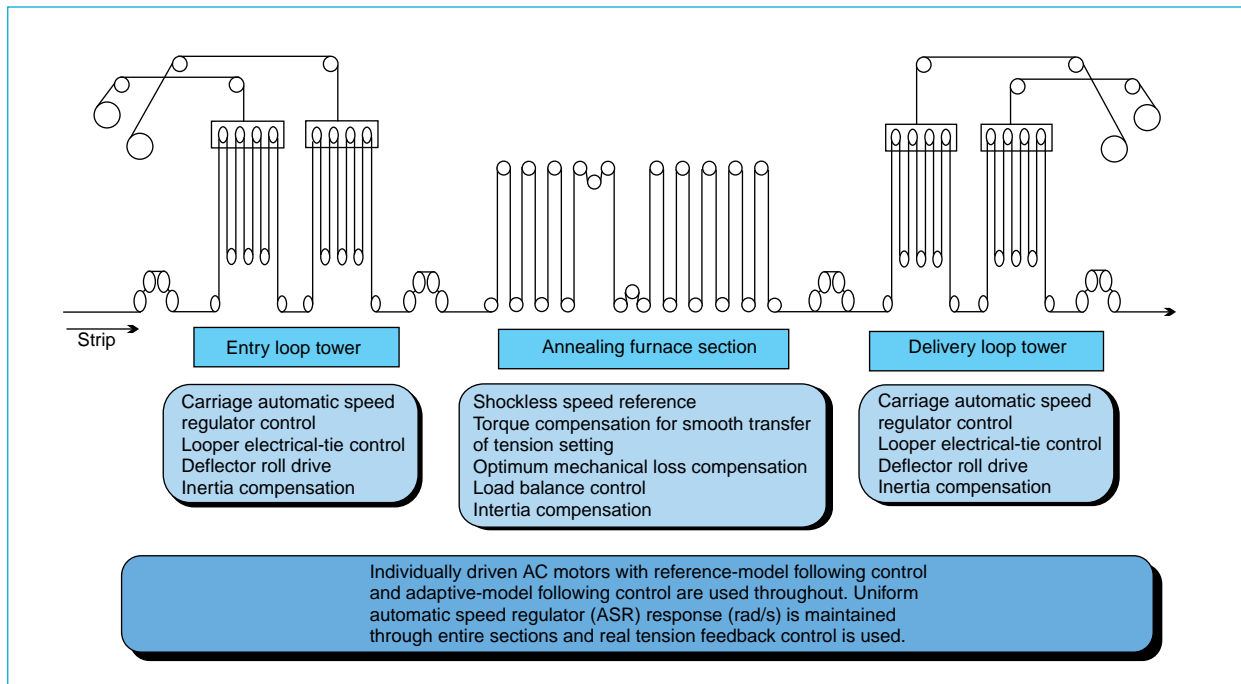 Strip
Entry loop tower
Annealing furnace section
Delivery loop tower
Carriage automatic speed
regulator control
Looper electrical-tie control
Deflector roll drive
Inertia compensation
Shockless speed reference
Torque compensation for smooth transfer
of tension setting
Optimum mechanical loss compensation
Load balance control
Intertia compensation
Carriage automatic speed
regulator control
Looper electrical-tie control
Deflector roll drive
Inertia compensation
Individually driven AC motors with reference-model following control
and adaptive-model following control are used throughout. Uniform
automatic speed regulator (ASR) response (rad/s) is maintained
through entire sections and real tension feedback control is used.